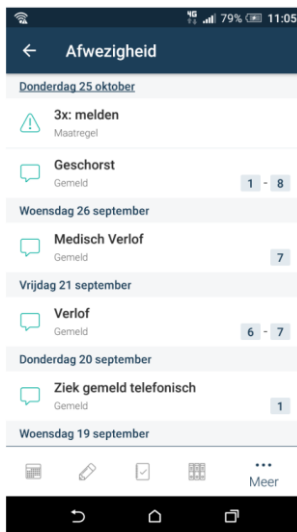 4G 79% 11:05
Afwezigheid
Donderdag 25 oktober
3x: melden
Maatregel
Geschorst
Gemeld 1 - 8
Woensdag 26 september
Medisch Verlof
Gemeld 7
Vrijdag 21 september
Verlof
Gemeld 6 - 7
Donderdag 20 september
Ziek gemeld telefonisch
Gemeld 1
Woensdag 19 september
Meer